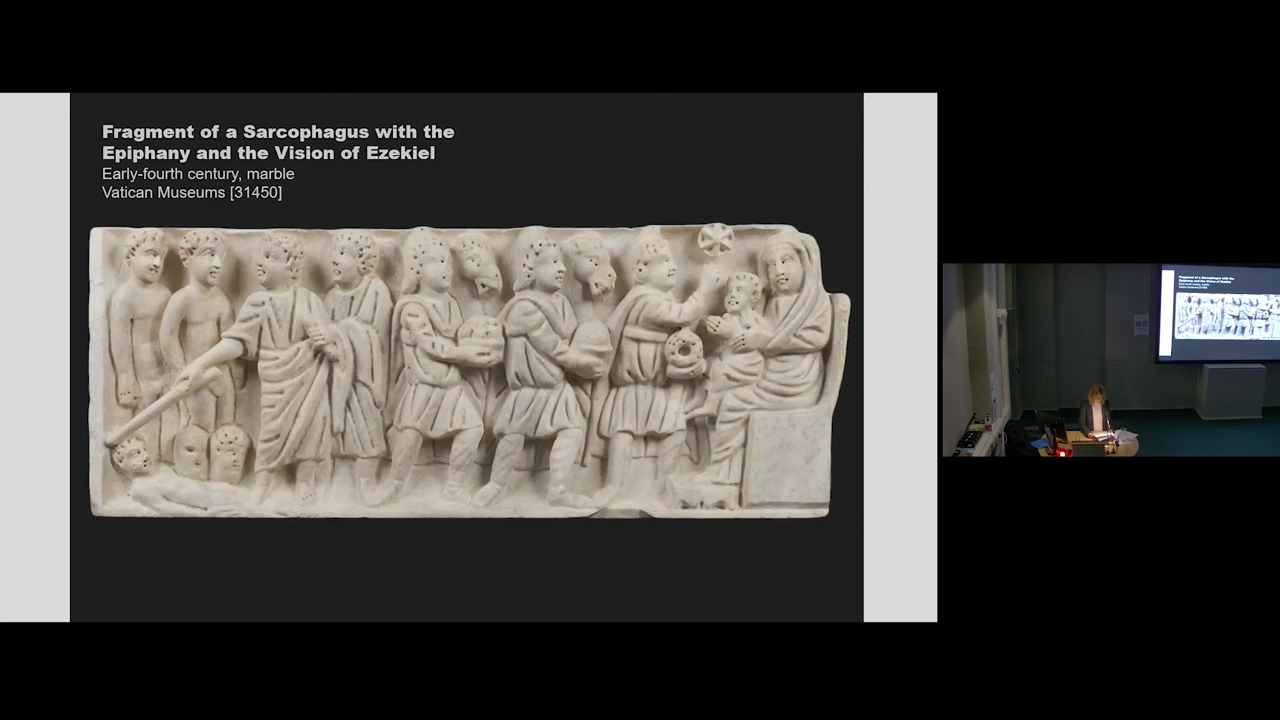 Fragment of a Sarcophagus with the
Epiphany and the Vision of Ezekiel
Early-fourth century, marble
Vatican Museums [31450]